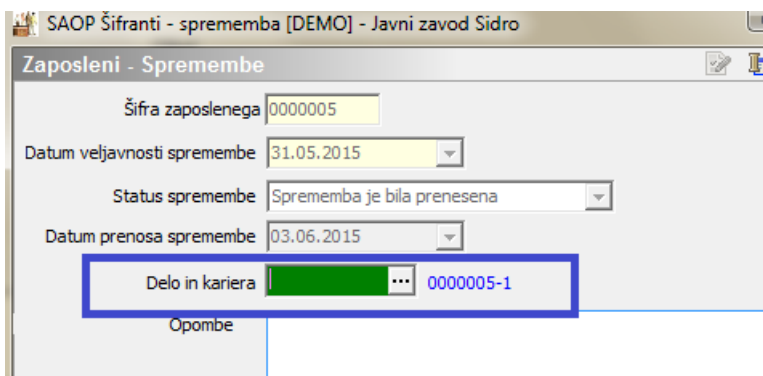 SAOP Šifranti - sprememba [DEMO] - Javni zavod Sidro
Zaposleni - Spremembe
Šifra zaposlenega 0000005
Datum veljavnosti spremembe 31.05.2015
Status spremembe Sprememba je bila prenesena
Datum prenosa spremembe 03.06.2015
Delo in kariera ... 0000005-1
Opombe